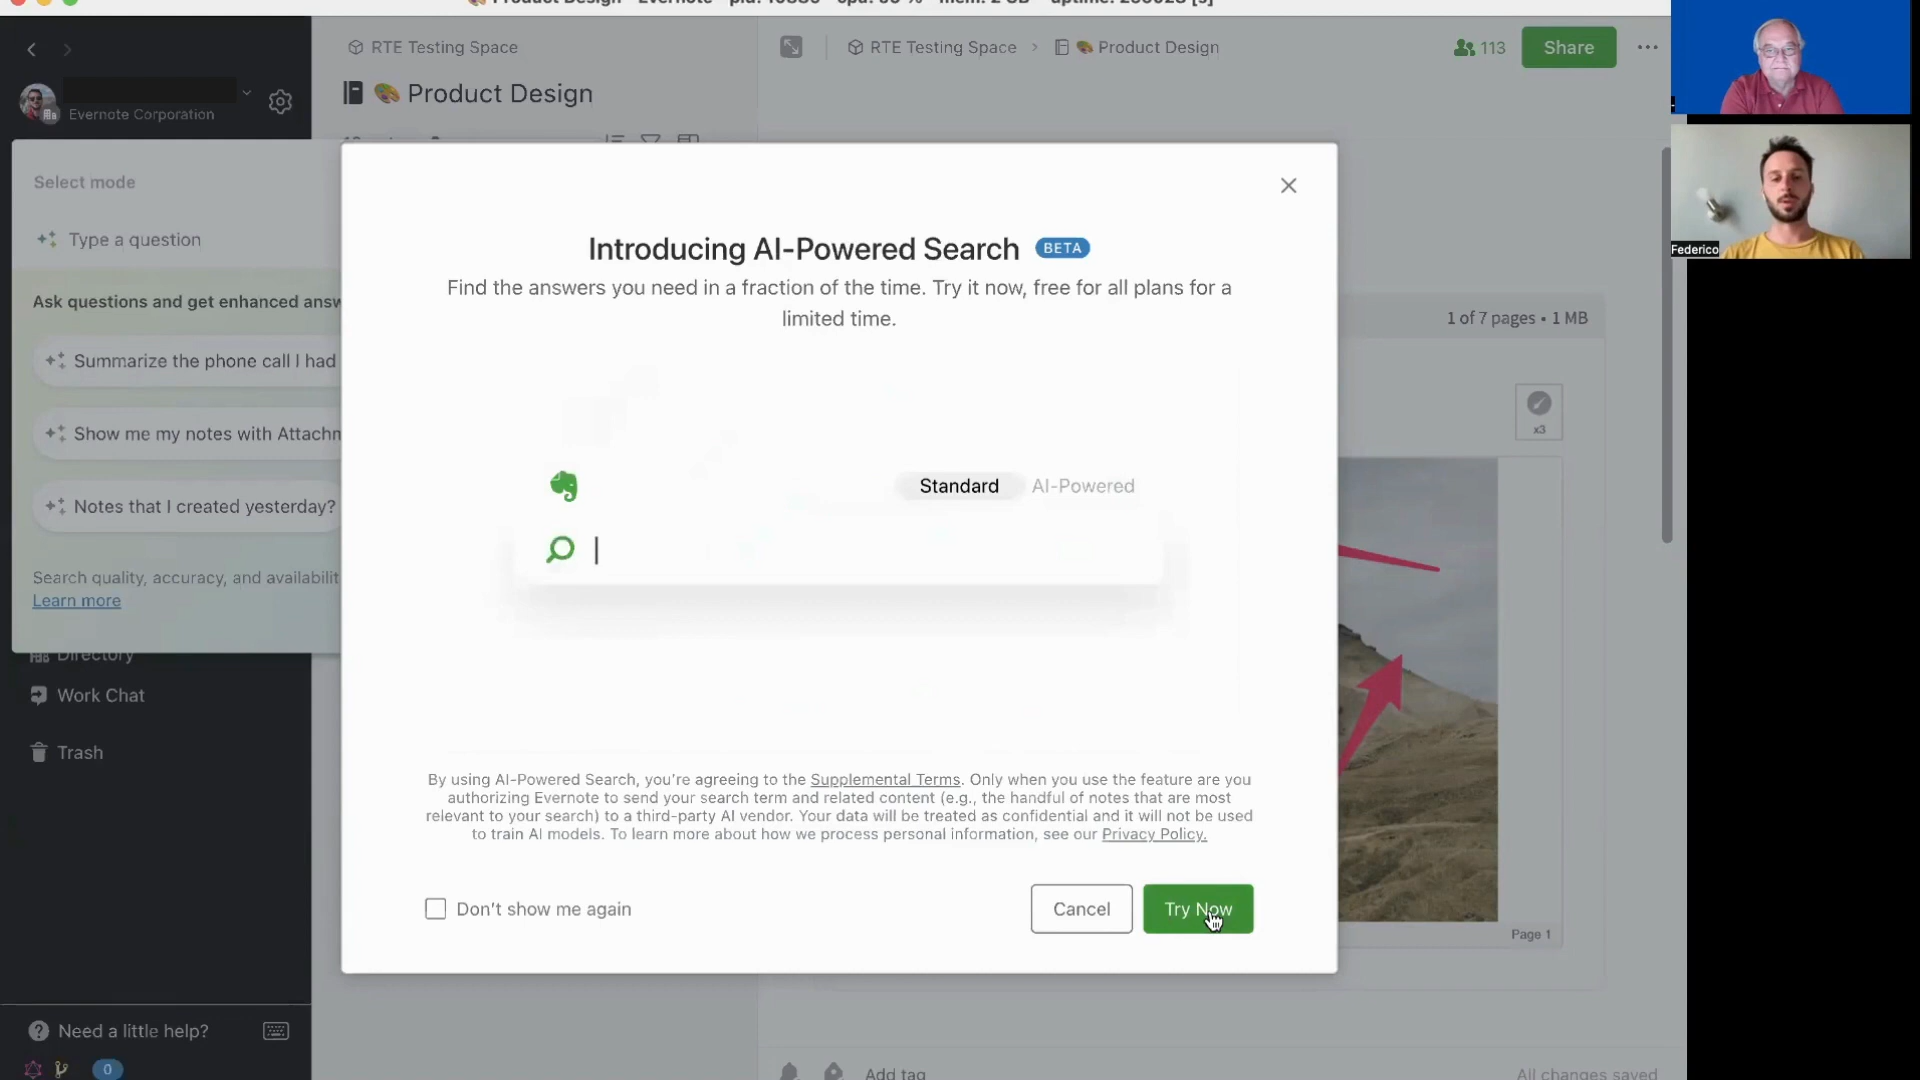 RTE Testing Space
Product Design
Evernote Corporation
Select mode
Type a question
Ask questions and get enhanced answ
Summarize the phone call I had
Show me my notes with Attachm
Notes that I created yesterday?
Search quality, accuracy, and availabilit
Learn more
Directory
Work Chat
Trash
Need a little help?
0
RTE Testing Space › Product Design
113
Share
1 of 7 pages • 1 MB
x3
Page 1
Add tag
All changes saved
Introducing AI-Powered Search BETA
Find the answers you need in a fraction of the time. Try it now, free for all plans for a
limited time.
Standard AI-Powered
By using AI-Powered Search, you're agreeing to the Supplemental Terms. Only when you use the feature are you
authorizing Evernote to send your search term and related content (e.g., the handful of notes that are most
relevant to your search) to a third-party AI vendor. Your data will be treated as confidential and it will not be used
to train AI models. To learn more about how we process personal information, see our Privacy Policy.
Don't show me again
Cancel
Try Now
Federico